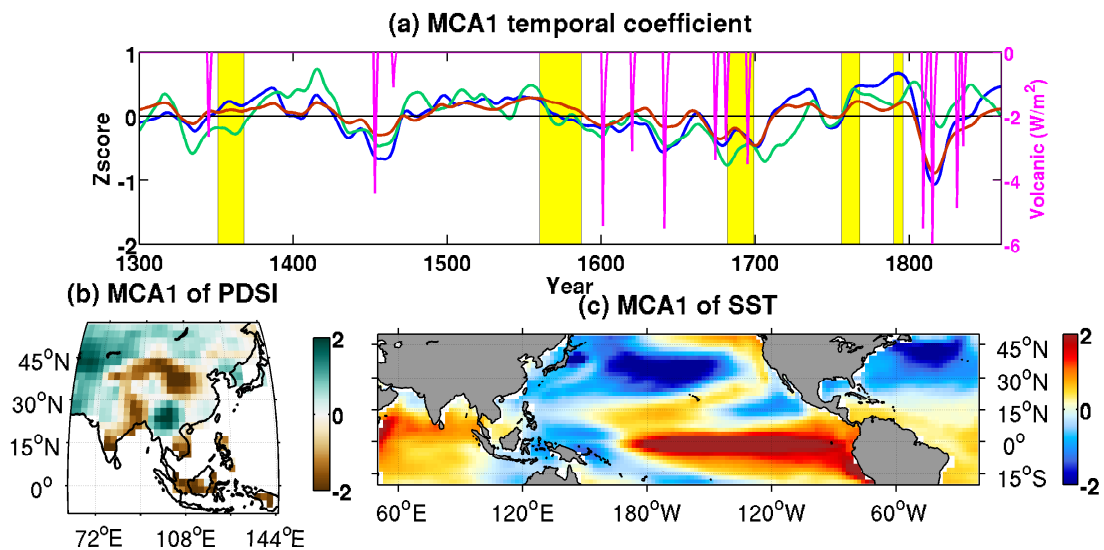 (a) MCA1 temporal coefficient
Zscore
1
0
-1
-2
0
-2
-4
-6
Volcanic (W/m²)
1300 1400 1500 1600 1700 1800
Year
(b) MCA1 of PDSI
45°N
30°N
15°N
0°
72°E 108°E 144°E
2
0
-2
(c) MCA1 of SST
45°N
30°N
15°N
0°
15°S
60°E 120°E 180°W 120°W 60°W
2
0
-2